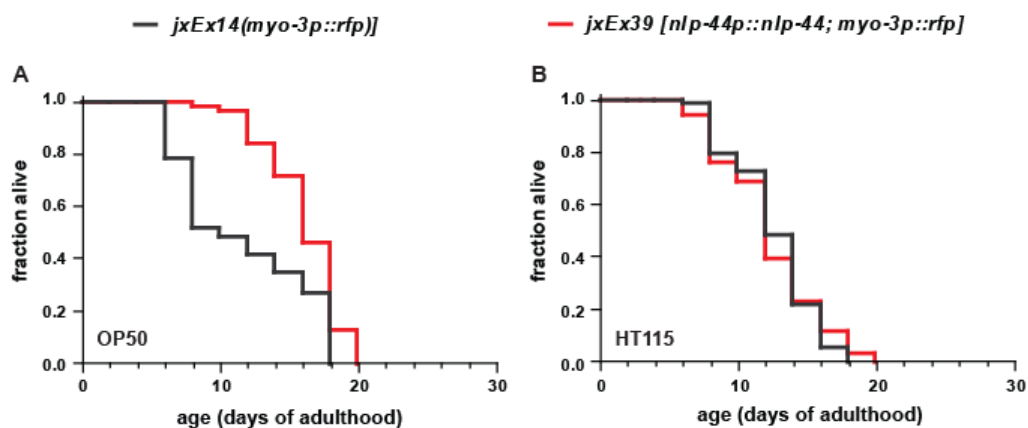 jxEx14(myo-3p::rfp)]
jxEx39 [nlp-44p::nlp-44; myo-3p::rfp]
A
1.0
0.8
0.6
0.4
0.2
0.0
fraction alive
OP50
0
10
20
30
age (days of adulthood)
B
1.0
0.8
0.6
0.4
0.2
0.0
fraction alive
HT115
0
10
20
30
age (days of adulthood)